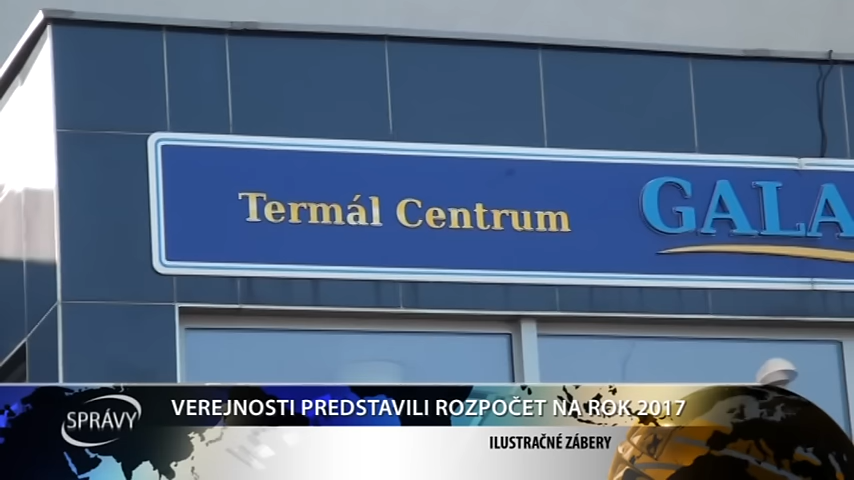 Termál Centrum
GALA
SPRÁVY
VEREJNOSTI PREDSTAVILI ROZPOČET NA ROK 2017
ILUSTRAČNÉ ZÁBERY